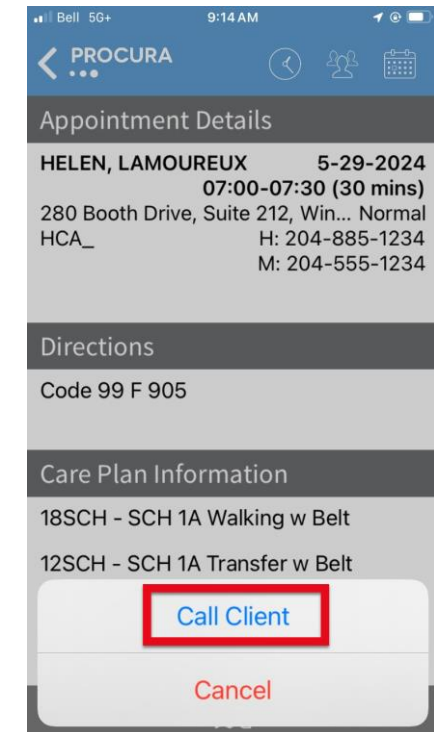 Bell 5G+ 9:14 AM
PROCURA
Appointment Details
HELEN, LAMOUREUX 5-29-2024
07:00-07:30 (30 mins)
280 Booth Drive, Suite 212, Win... Normal
HCA_ H: 204-885-1234
M: 204-555-1234
Directions
Code 99 F 905
Care Plan Information
18SCH - SCH 1A Walking w Belt
12SCH - SCH 1A Transfer w Belt
Call Client
Cancel